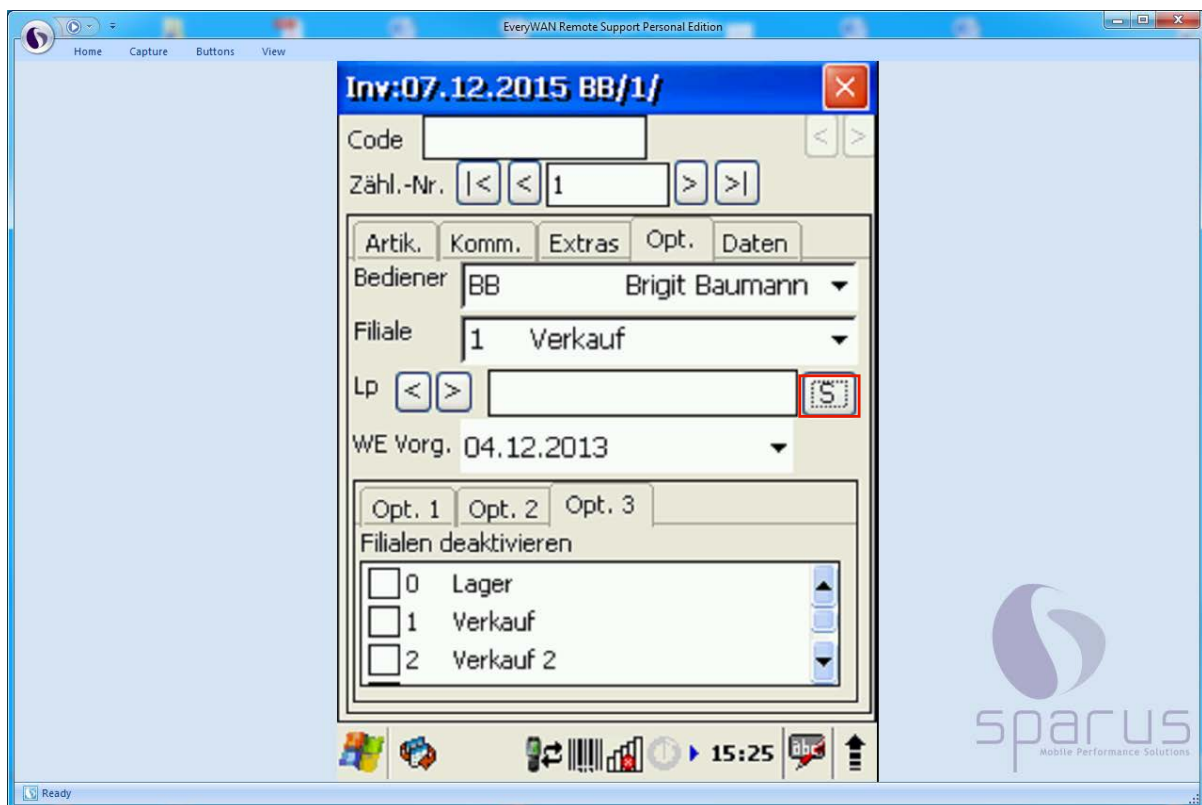 EveryWAN Remote Support Personal Edition
Home Capture Buttons View
Inv:07.12.2015 BB/1/
Code < >
Zähl.-Nr. |< < 1 > >|
Artik. Komm. Extras Opt. Daten
Bediener BB Brigit Baumann
Filiale 1 Verkauf
Lp < > S
WE Vorg. 04.12.2013
Opt. 1 Opt. 2 Opt. 3
Filialen deaktivieren
0 Lager
1 Verkauf
2 Verkauf 2
15:25 abc
sparus
Mobile Performance Solutions
Ready